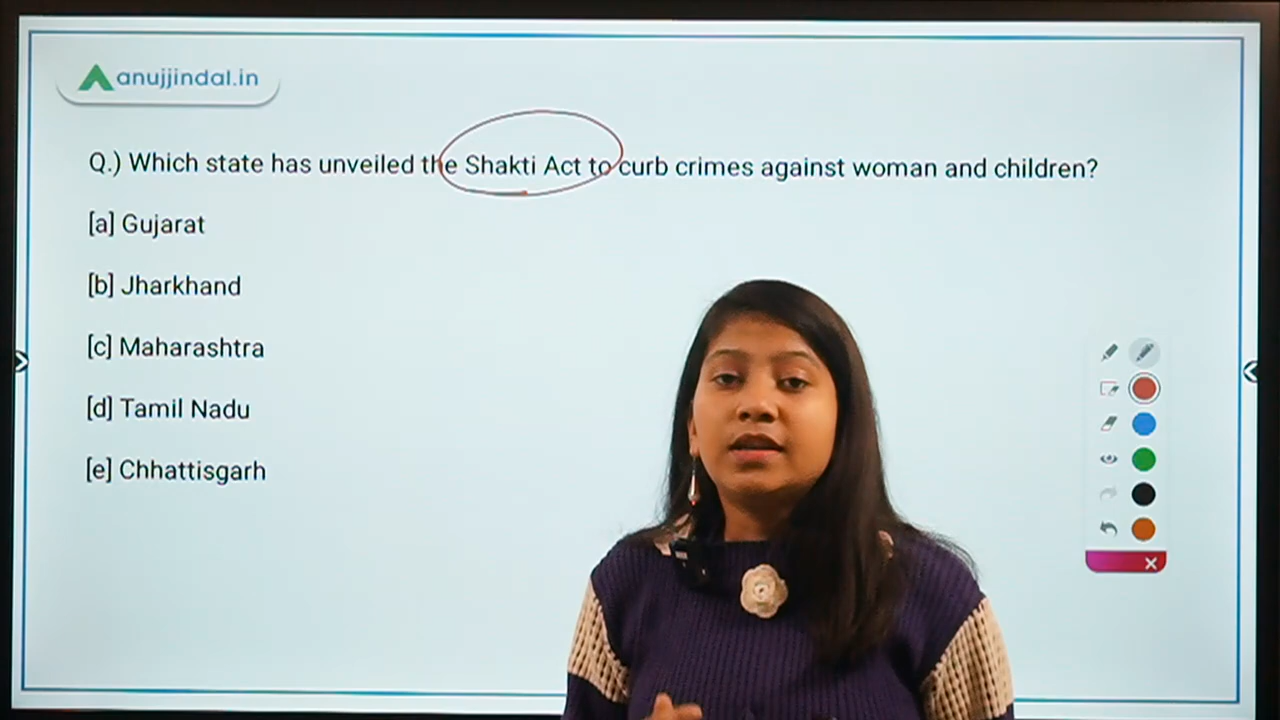 anujjindal.in
Q.) Which state has unveiled the Shakti Act to curb crimes against woman and children?
[a] Gujarat
[b] Jharkhand
[c] Maharashtra
[d] Tamil Nadu
[e] Chhattisgarh